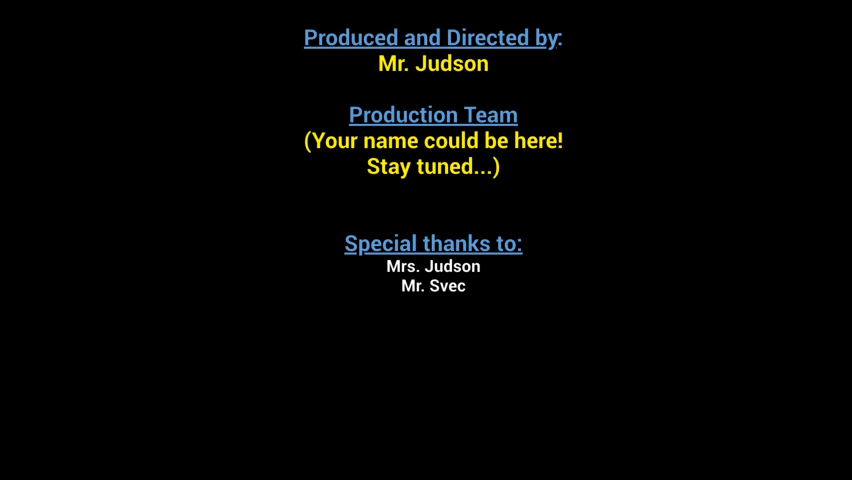 Produced and Directed by:
Mr. Judson
Production Team
(Your name could be here!
Stay tuned...)
Special thanks to:
Mrs. Judson
Mr. Svec